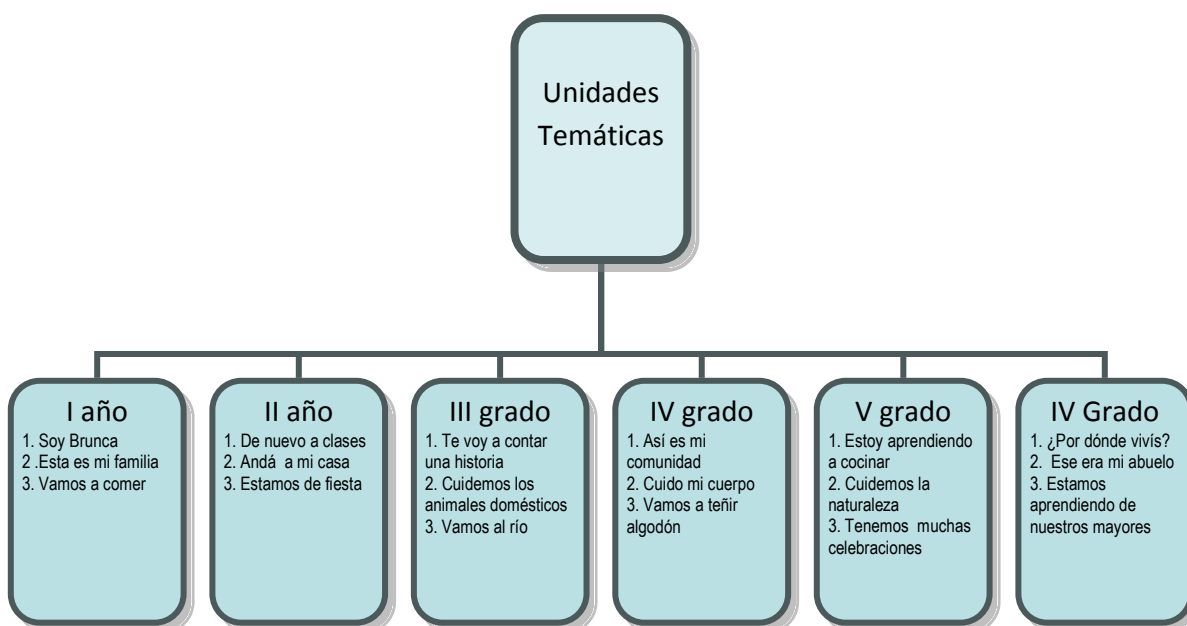 Unidades
Temáticas
I año
1. Soy Brunca
2 .Esta es mi familia
3. Vamos a comer
II año
1. De nuevo a clases
2. Andá  a mi casa
3. Estamos de fiesta
III grado
1. Te voy a contar
una historia
2. Cuidemos los
animales domésticos
3. Vamos al río
IV grado
1. Así es mi
comunidad
2. Cuido mi cuerpo
3. Vamos a teñir
algodón
V grado
1. Estoy aprendiendo
a cocinar
2. Cuidemos la
naturaleza
3. Tenemos  muchas
celebraciones
IV Grado
1. ¿Por dónde vivís?
2.  Ese era mi abuelo
3. Estamos
aprendiendo de
nuestros mayores